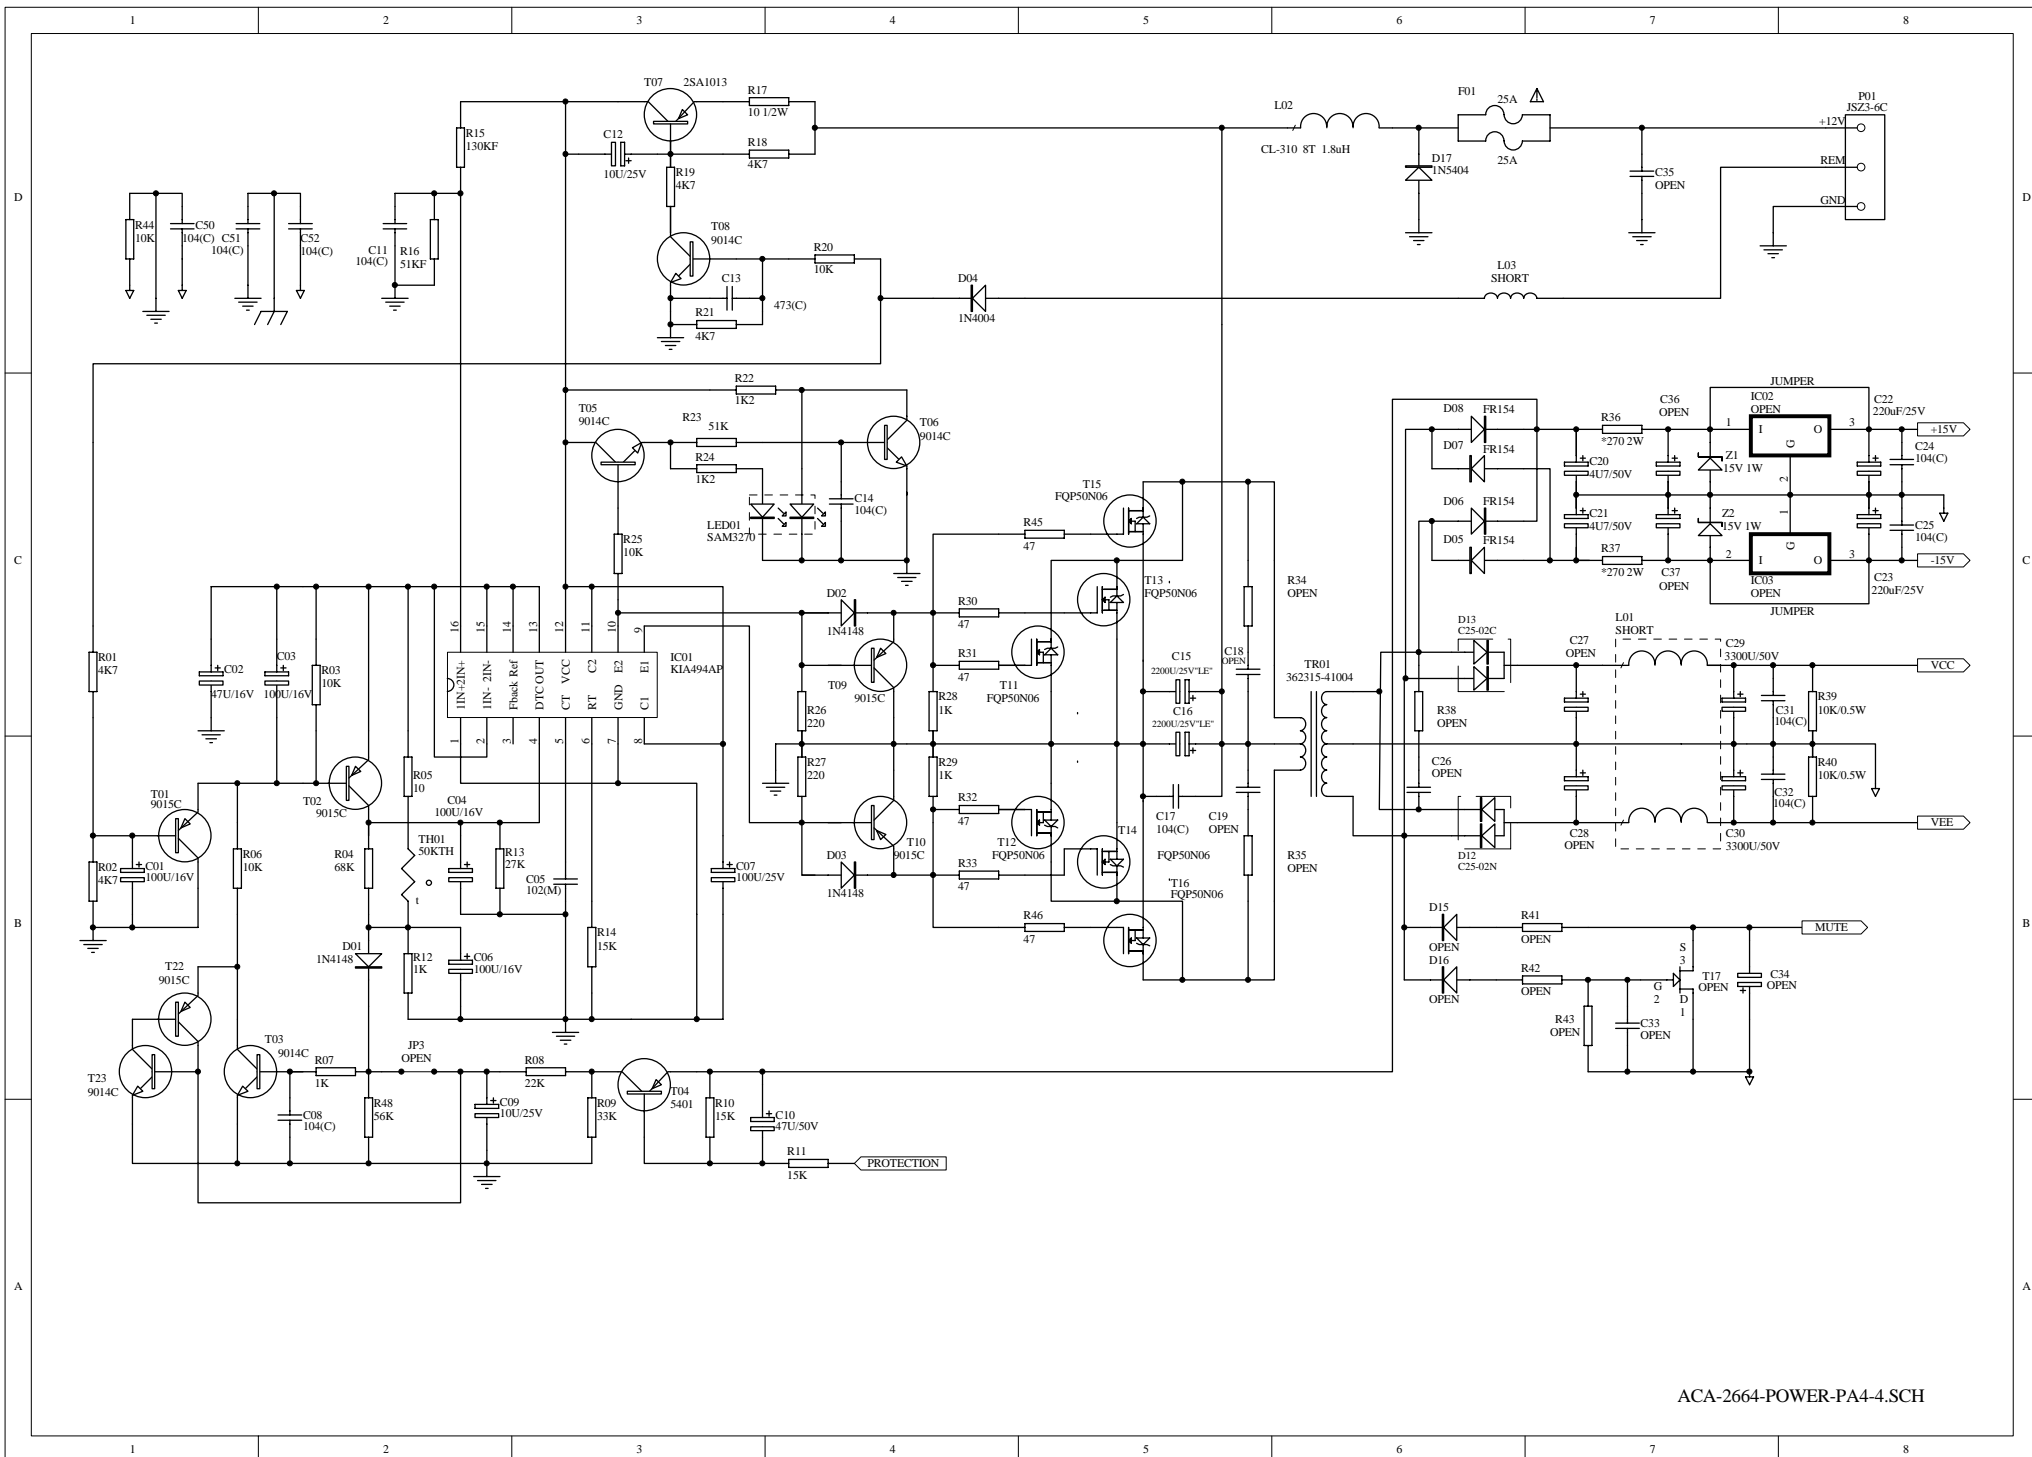 1 2 3 4 5 6 7 8
D
C
B
A
D
C
B
A
T07 2SA1013
R17
10 1/2W
R15
130KF
C12
10U/25V
R18
4K7
R19
4K7
L02
CL-310 8T 1.8uH
F01
25A
25A
D17
1N5404
C35
OPEN
P01
JSZ3-6C
+12V
REM
GND
R44
10K
C50
104(C)
C51
104(C)
C52
104(C)
C11
104(C)
R16
51KF
T08
9014C
R20
10K
C13
473(C)
R21
4K7
D04
1N4004
L03
SHORT
R22
1K2
T05
9014C
R23
51K
R24
1K2
T06
9014C
C14
104(C)
LED01
SAM3270
R25
10K
T15
FQP50N06
R45
47
T13
FQP50N06
R34
OPEN
D08 FR154
D07 FR154
D06 FR154
D05 FR154
R36
*270 2W
R37
*270 2W
C20
4U7/50V
C21
4U7/50V
C36
OPEN
C37
OPEN
JUMPER
IC02
OPEN
1 I O 3
G
2
Z1
15V 1W
Z2
15V 1W
1
G
2 I O 3
IC03
OPEN
JUMPER
C22
220uF/25V
C24
104(C)
C25
104(C)
C23
220uF/25V
+15V
-15V
R01
4K7
C02
47U/16V
C03
100U/16V
R03
10K
16 15 14 13 12 11 10 9
1IN+2IN+
1IN- 2IN-
Fback Ref
DTC OUT
CT VCC
RT C2
GND E2
C1 E1
1 2 3 4 5 6 7 8
IC01
KIA494AP
D02
1N4148
T09
9015C
R26
220
R27
220
R30
47
R31
47
R28
1K
R29
1K
R32
47
R33
47
T11
FQP50N06
T12
FQP50N06
C15
2200U/25V"LE"
C16
2200U/25V"LE"
C18
OPEN
TR01
362315-41004
R38
OPEN
C26
OPEN
D13
C25-02C
D12
C25-02N
C27
OPEN
C28
OPEN
L01
SHORT
C29
3300U/50V
C30
3300U/50V
C31
104(C)
C32
104(C)
R39
10K/0.5W
R40
10K/0.5W
VCC
VEE
T01
9015C
T02
9015C
R02
4K7
C01
100U/16V
R06
10K
R05
10
C04
100U/16V
TH01
50KTH
t
R04
68K
R13
27K
C05
102(M)
C07
100U/25V
D03
1N4148
T10
9015C
T14
FQP50N06
C17
104(C)
C19
OPEN
R35
OPEN
T16
FQP50N06
R46
47
D01
1N4148
R12
1K
C06
100U/16V
R14
15K
D15
OPEN
D16
OPEN
R41
OPEN
R42
OPEN
S
3
G
2
D
1
T17
OPEN
C34
OPEN
R43
OPEN
C33
OPEN
MUTE
T22
9015C
T23
9014C
T03
9014C
R07
1K
C08
104(C)
JP3
OPEN
R48
56K
C09
10U/25V
R08
22K
R09
33K
T04
5401
R10
15K
C10
47U/50V
R11
15K
PROTECTION
ACA-2664-POWER-PA4-4.SCH
1 2 3 4 5 6 7 8